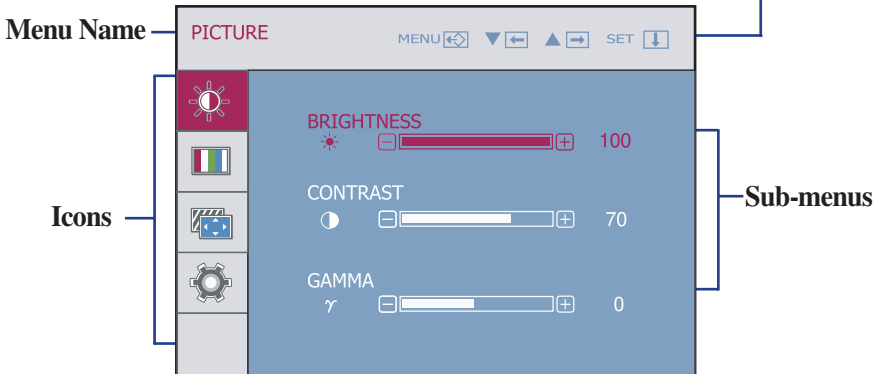 Menu Name
PICTURE
MENU SET
BRIGHTNESS
100
CONTRAST
70
GAMMA
γ 0
Icons
Sub-menus